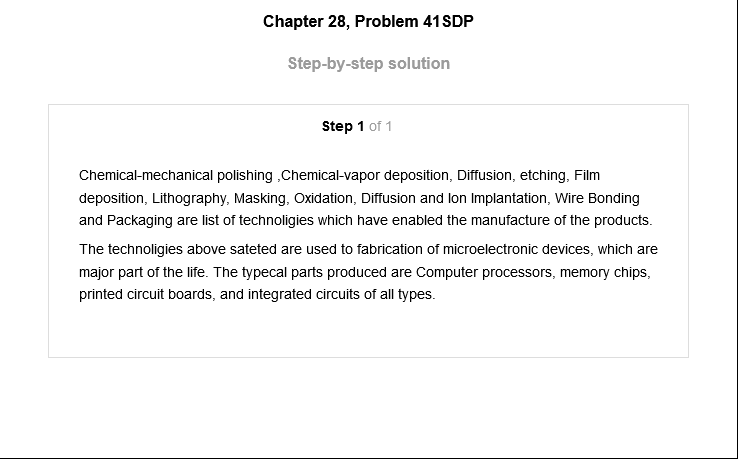 Chapter 28, Problem 41SDP
Step-by-step solution
Step 1 of 1
Chemical-mechanical polishing ,Chemical-vapor deposition, Diffusion, etching, Film
deposition, Lithography, Masking, Oxidation, Diffusion and Ion Implantation, Wire Bonding
and Packaging are list of technoligies which have enabled the manufacture of the products.
The technoligies above sateted are used to fabrication of microelectronic devices, which are
major part of the life. The typecal parts produced are Computer processors, memory chips,
printed circuit boards, and integrated circuits of all types.